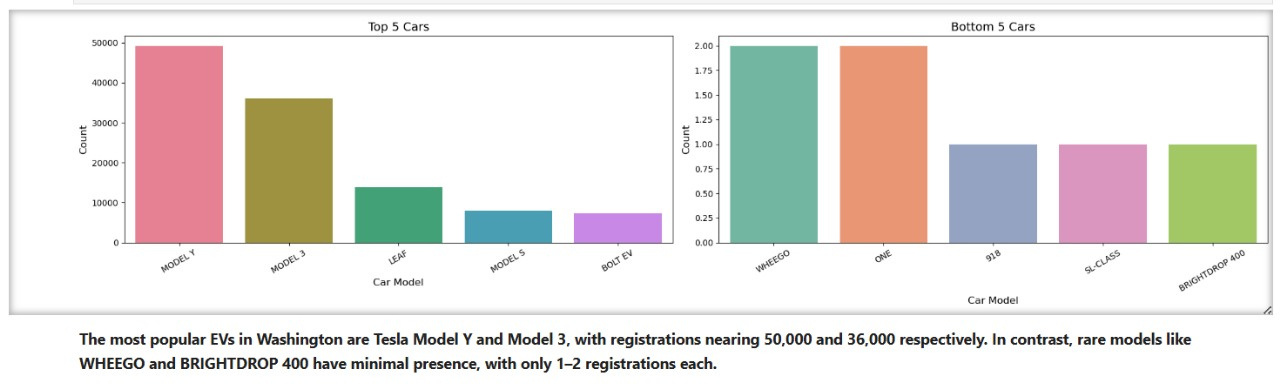 Top 5 Cars
50000
40000
30000
20000
10000
0
Count
MODEL Y
MODEL 3
LEAF
MODEL S
BOLT EV
Car Model
Bottom 5 Cars
2.00
1.75
1.50
1.25
1.00
0.75
0.50
0.25
0.00
Count
WHEEGO
ONE
918
SL-CLASS
BRIGHTDROP 400
Car Model
The most popular EVs in Washington are Tesla Model Y and Model 3, with registrations nearing 50,000 and 36,000 respectively. In contrast, rare models like
WHEEGO and BRIGHTDROP 400 have minimal presence, with only 1–2 registrations each.